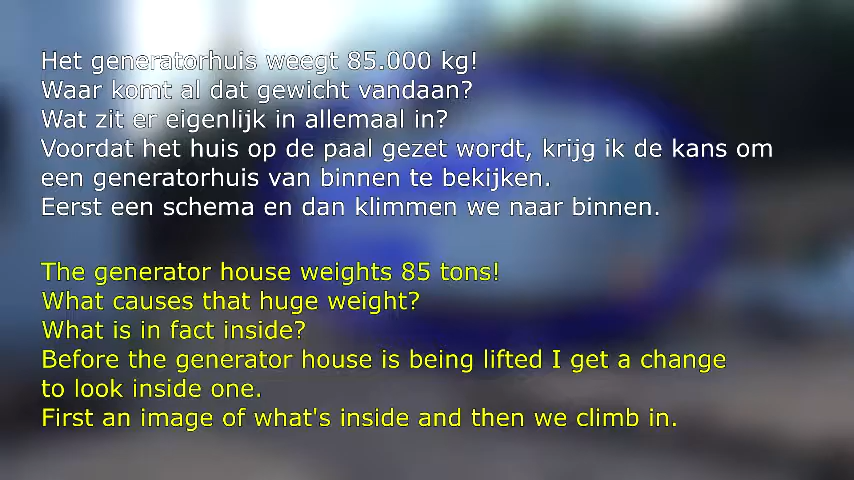 Het generatorhuis weegt 85.000 kg!
Waar komt al dat gewicht vandaan?
Wat zit er eigenlijk in allemaal in?
Voordat het huis op de paal gezet wordt, krijg ik de kans om
een generatorhuis van binnen te bekijken.
Eerst een schema en dan klimmen we naar binnen.
The generator house weights 85 tons!
What causes that huge weight?
What is in fact inside?
Before the generator house is being lifted I get a change
to look inside one.
First an image of what's inside and then we climb in.